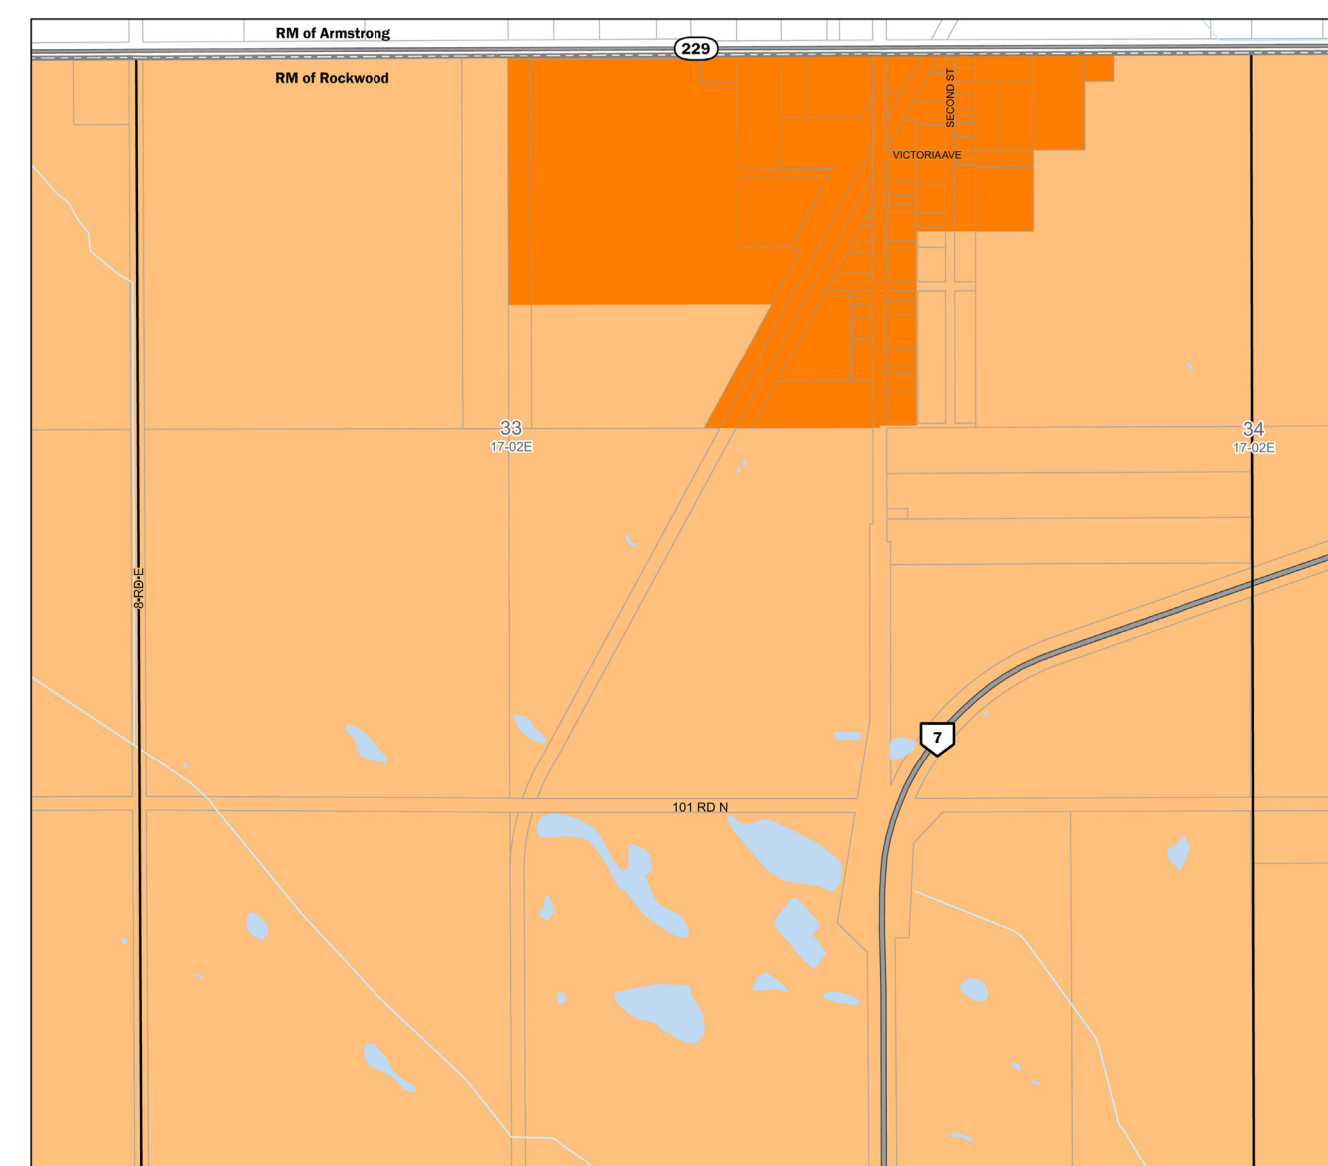 RM of Armstrong
229
RM of Rockwood
SECOND ST
VICTORIA AVE
33
17-02E
34
17-02E
8 RD E
7
101 RD N